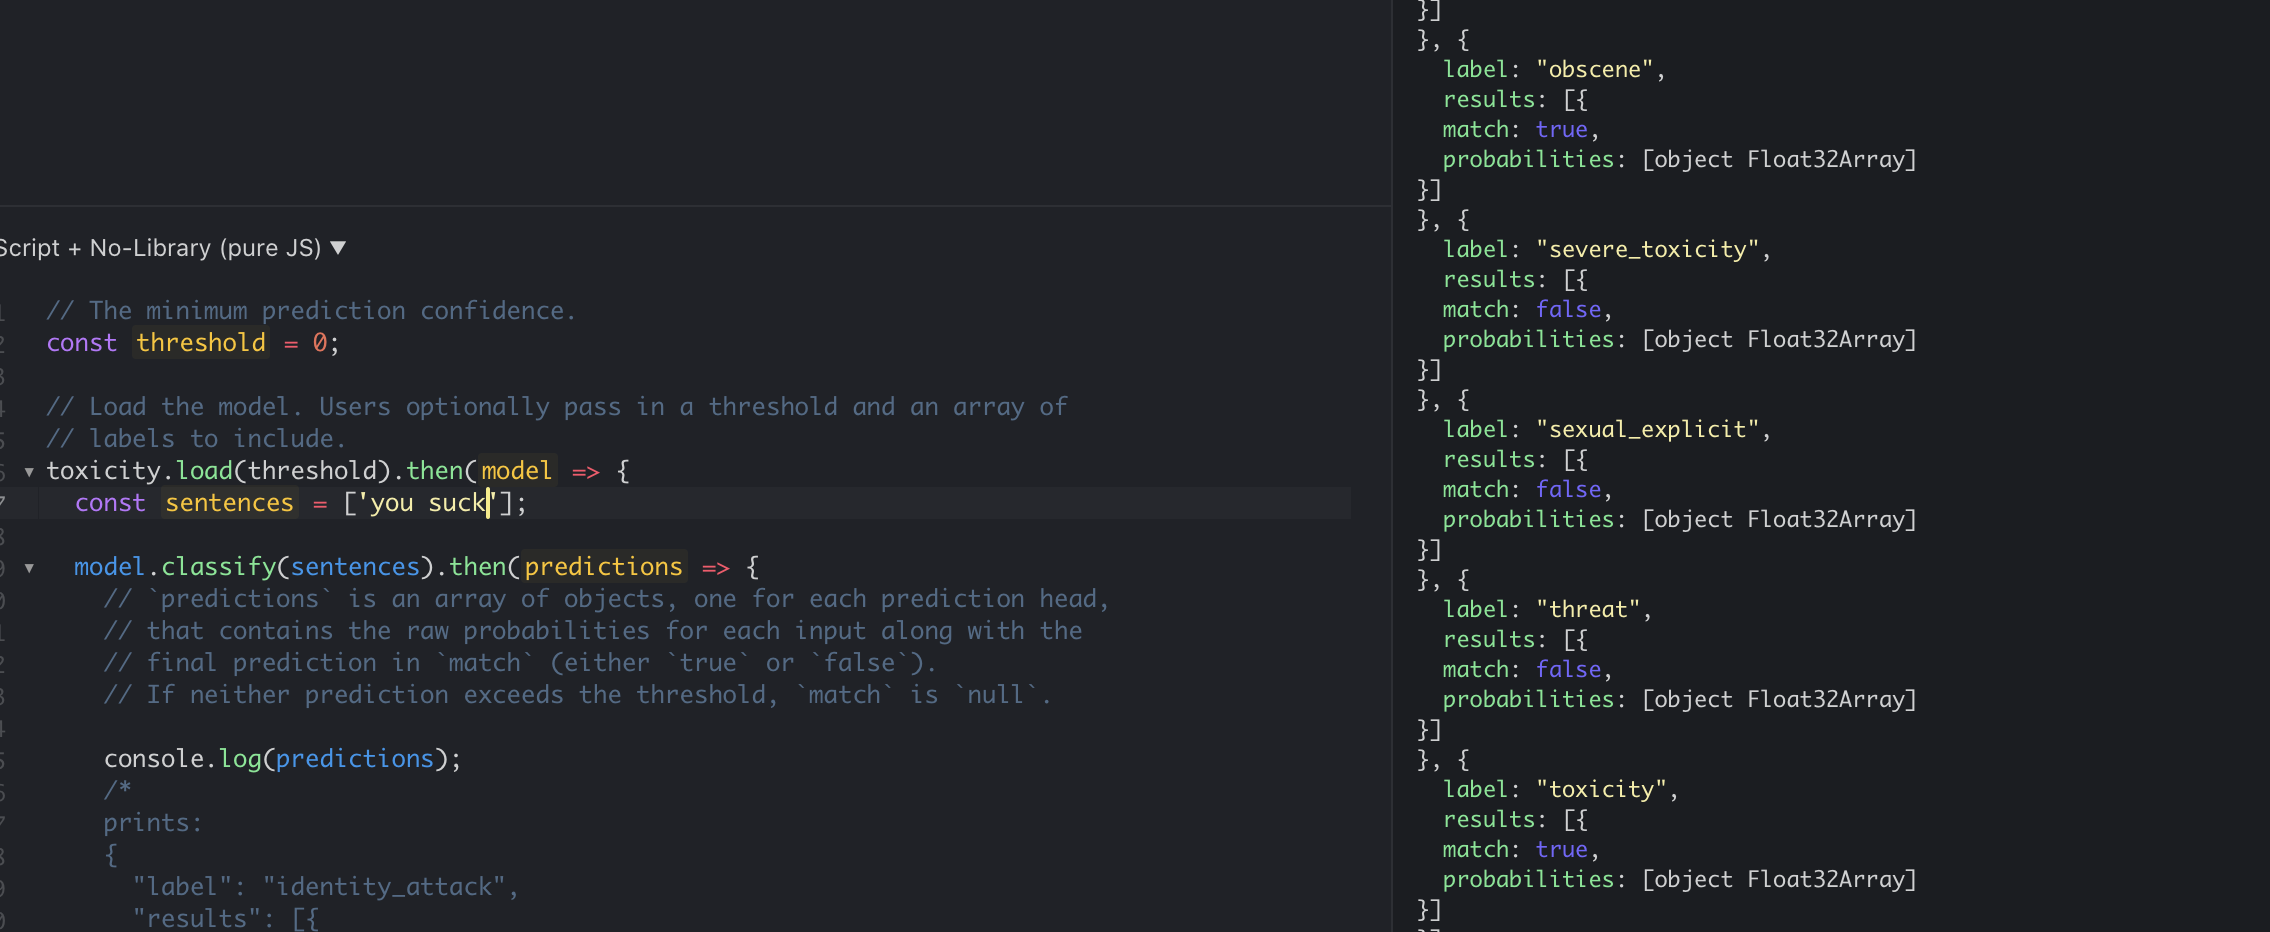 Script + No-Library (pure JS) ▼
// The minimum prediction confidence.
const threshold = 0;
// Load the model. Users optionally pass in a threshold and an array of
// labels to include.
toxicity.load(threshold).then(model => {
const sentences = ['you suck'];
model.classify(sentences).then(predictions => {
// `predictions` is an array of objects, one for each prediction head,
// that contains the raw probabilities for each input along with the
// final prediction in `match` (either `true` or `false`).
// If neither prediction exceeds the threshold, `match` is `null`.
console.log(predictions);
/*
prints:
{
"label": "identity_attack",
"results": [{
}]
}, {
label: "obscene",
results: [{
match: true,
probabilities: [object Float32Array]
}]
}, {
label: "severe_toxicity",
results: [{
match: false,
probabilities: [object Float32Array]
}]
}, {
label: "sexual_explicit",
results: [{
match: false,
probabilities: [object Float32Array]
}]
}, {
label: "threat",
results: [{
match: false,
probabilities: [object Float32Array]
}]
}, {
label: "toxicity",
results: [{
match: true,
probabilities: [object Float32Array]
}]